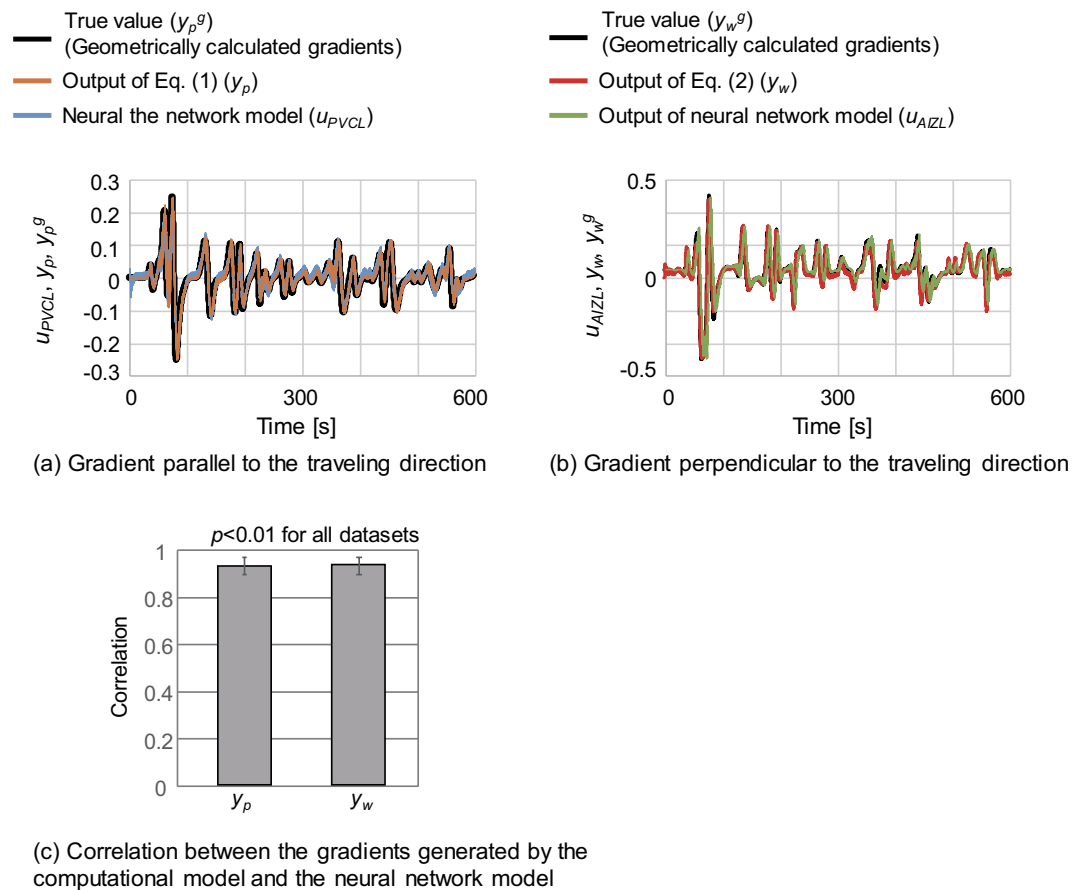 True value (y_p^g)
(Geometrically calculated gradients)
Output of Eq. (1) (y_p)
Neural the network model (u_PVCL)
True value (y_w^g)
(Geometrically calculated gradients)
Output of Eq. (2) (y_w)
Output of neural network model (u_AIZL)
u_PVCL, y_p, y_p^g
0.3
0.2
0.1
0
-0.1
-0.2
-0.3
0 300 600
Time [s]
(a) Gradient parallel to the traveling direction
u_AIZL, y_w, y_w^g
0.5
0
-0.5
0 300 600
Time [s]
(b) Gradient perpendicular to the traveling direction
p<0.01 for all datasets
Correlation
1
0.8
0.6
0.4
0.2
0
y_p y_w
(c) Correlation between the gradients generated by the
computational model and the neural network model